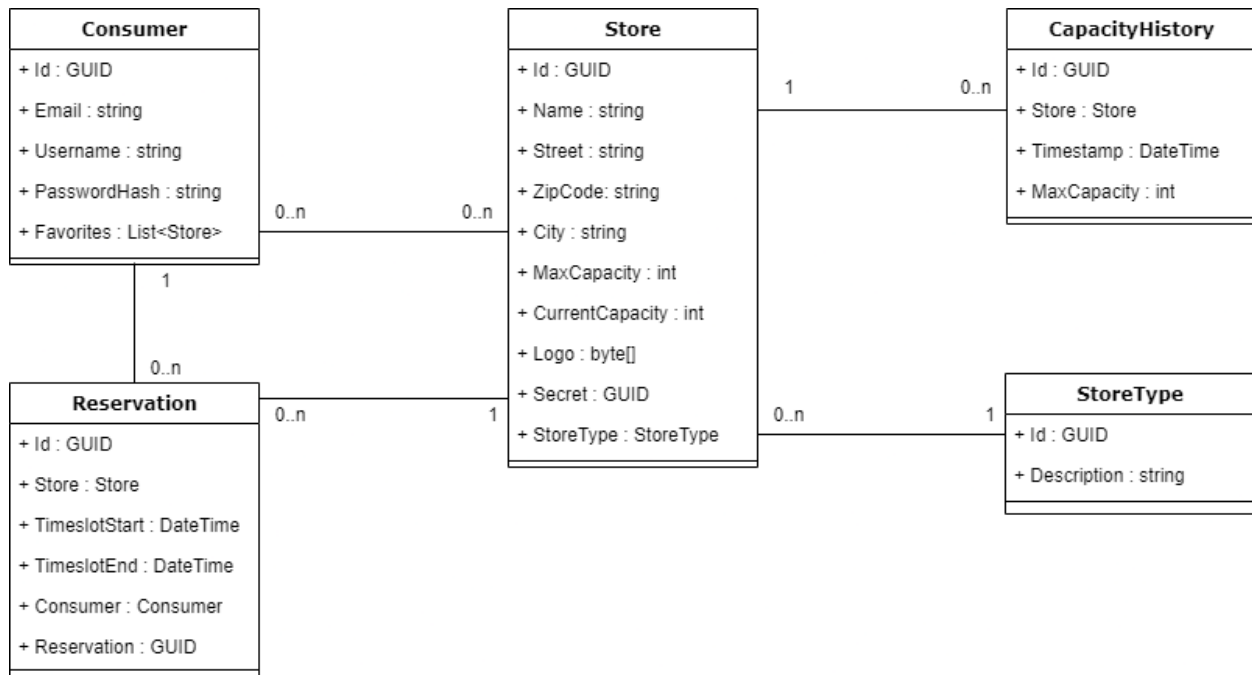 Consumer
+ Id : GUID
+ Email : string
+ Username : string
+ PasswordHash : string
+ Favorites : List<Store>
Store
+ Id : GUID
+ Name : string
+ Street : string
+ ZipCode: string
+ City : string
+ MaxCapacity : int
+ CurrentCapacity : int
+ Logo : byte[]
+ Secret : GUID
+ StoreType : StoreType
CapacityHistory
+ Id : GUID
+ Store : Store
+ Timestamp : DateTime
+ MaxCapacity : int
1
0..n
0..n
0..n
1
0..n
0..n
1
0..n
1
Reservation
+ Id : GUID
+ Store : Store
+ TimeslotStart : DateTime
+ TimeslotEnd : DateTime
+ Consumer : Consumer
+ Reservation : GUID
StoreType
+ Id : GUID
+ Description : string